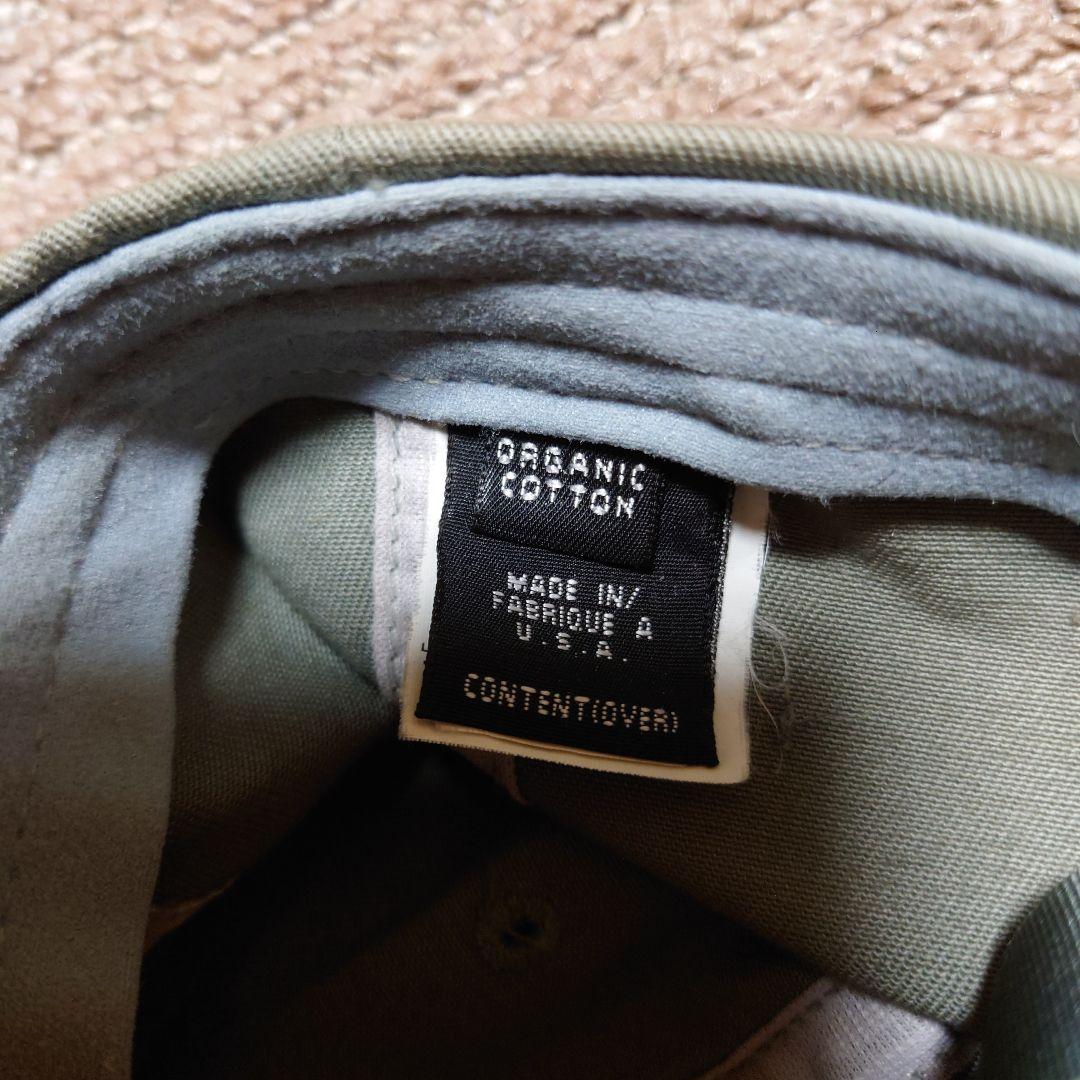 ORGANIC
COTTON
MADE IN/
FABRIQUE A
U.S.A.
CONTENT(OVER)